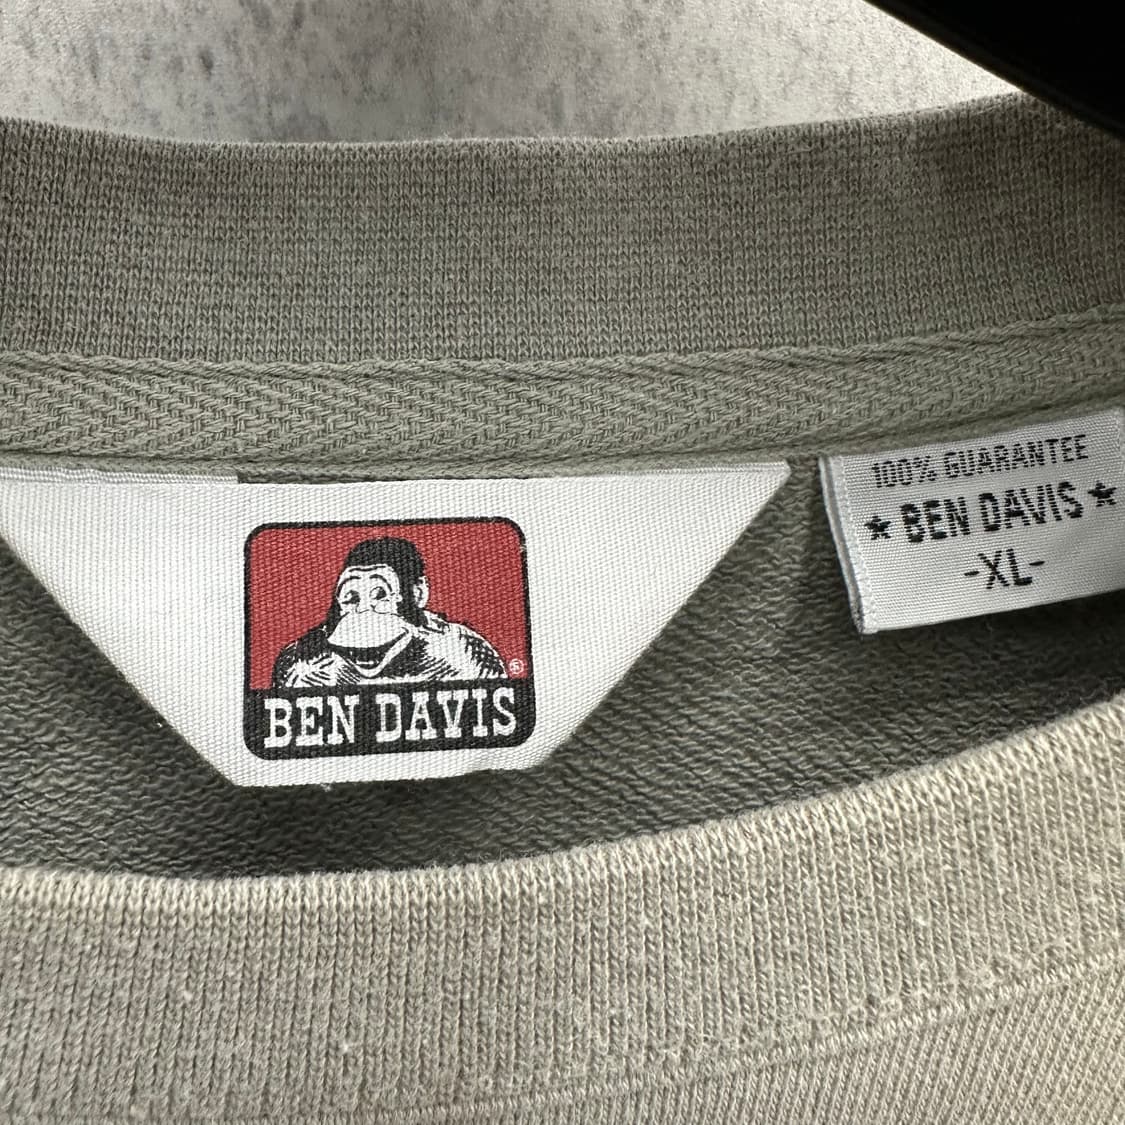 BEN DAVIS
®
100% GUARANTEE
★ BEN DAVIS ★
-XL-